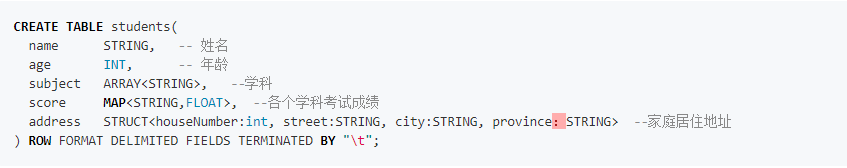 CREATE TABLE students(
  name      STRING,   -- 姓名
  age       INT,      -- 年龄
  subject   ARRAY<STRING>,   --学科
  score     MAP<STRING,FLOAT>,  --各个学科考试成绩
  address   STRUCT<houseNumber:int, street:STRING, city:STRING, province：STRING>  --家庭居住地址
) ROW FORMAT DELIMITED FIELDS TERMINATED BY "\t";